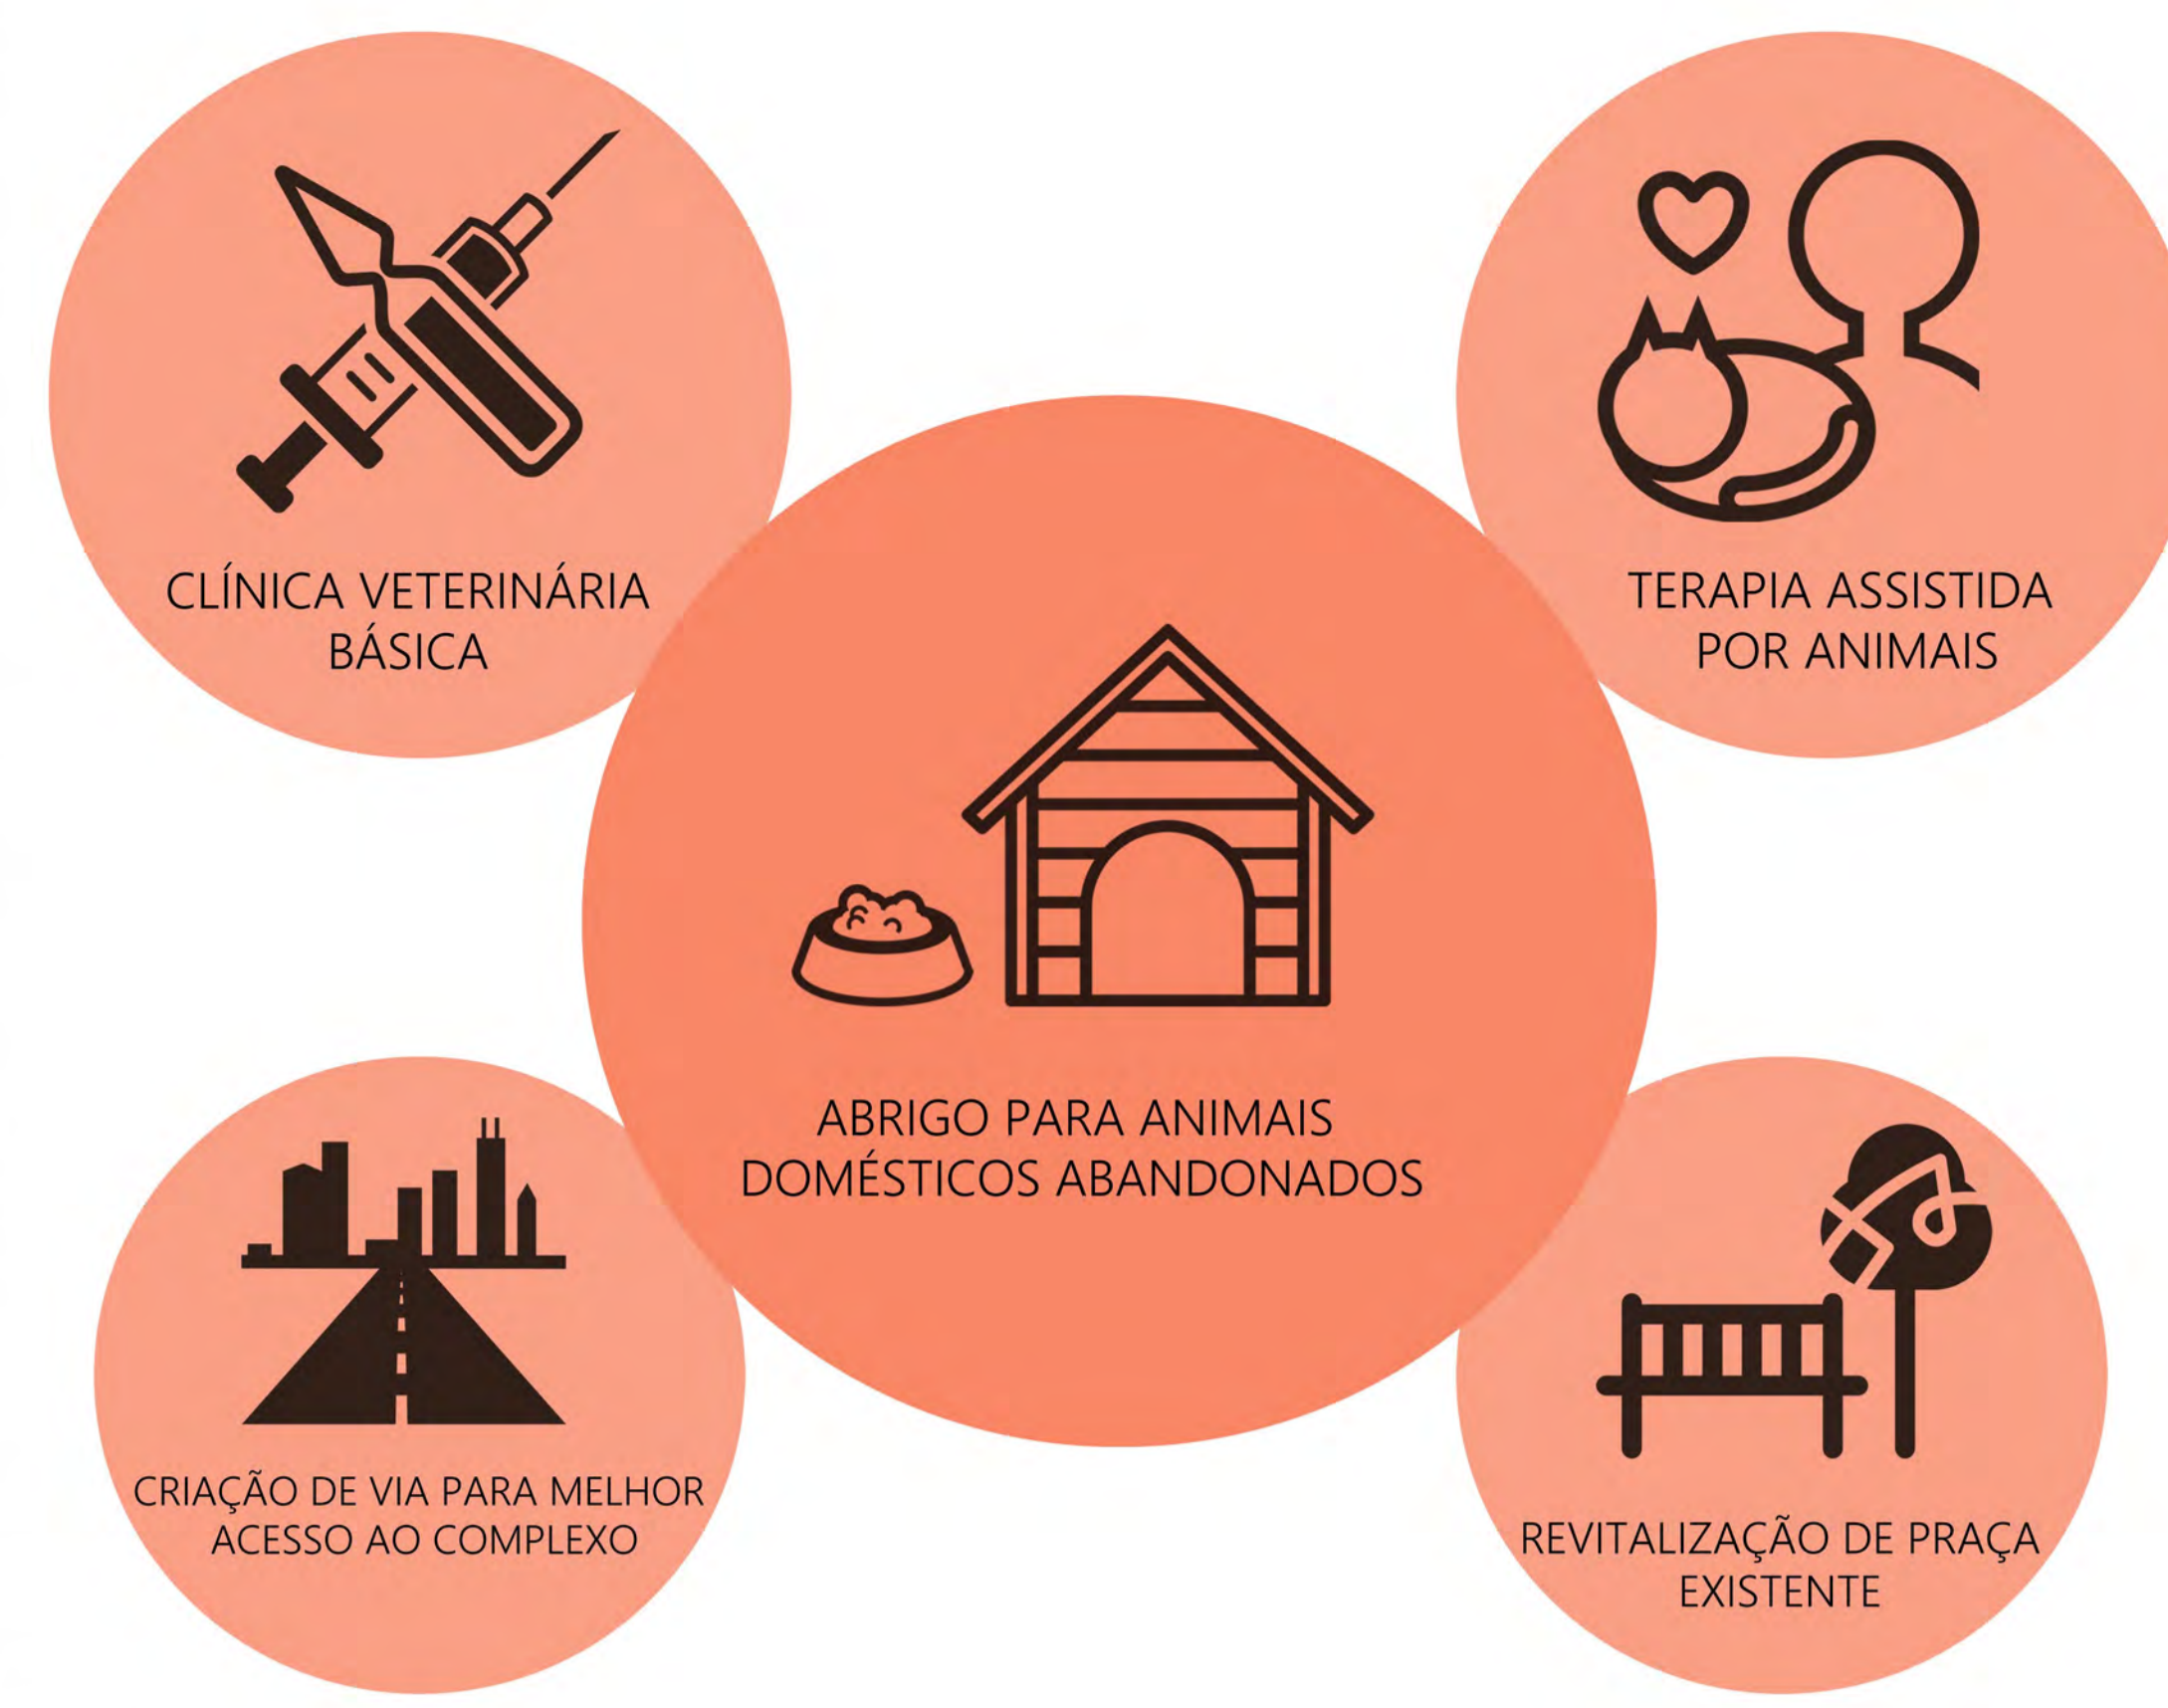 CLÍNICA VETERINÁRIA
BÁSICA
TERAPIA ASSISTIDA
POR ANIMAIS
ABRIGO PARA ANIMAIS
DOMÉSTICOS ABANDONADOS
CRIAÇÃO DE VIA PARA MELHOR
ACESSO AO COMPLEXO
REVITALIZAÇÃO DE PRAÇA
EXISTENTE